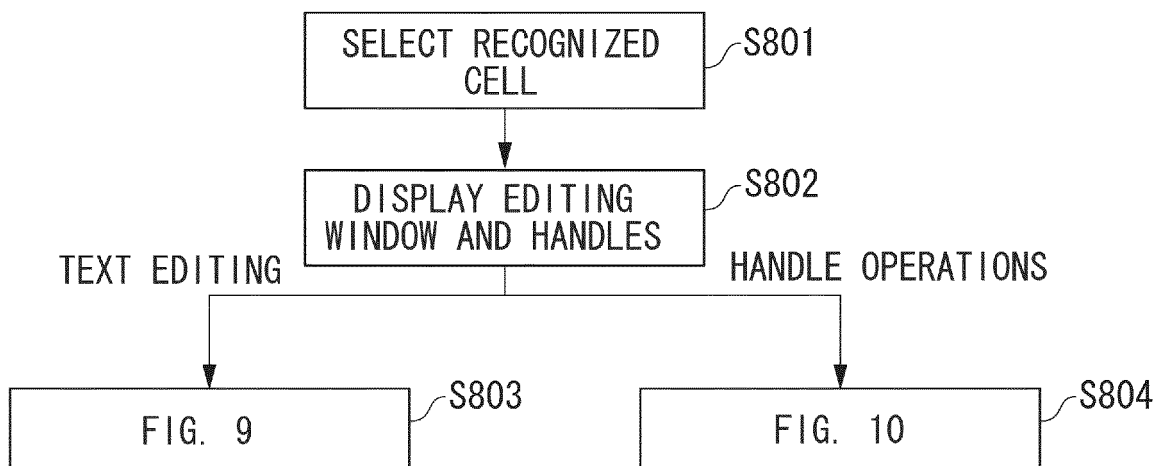 SELECT RECOGNIZED
CELL
S801
DISPLAY EDITING
WINDOW AND HANDLES
S802
TEXT EDITING
HANDLE OPERATIONS
FIG. 9
S803
FIG. 10
S804